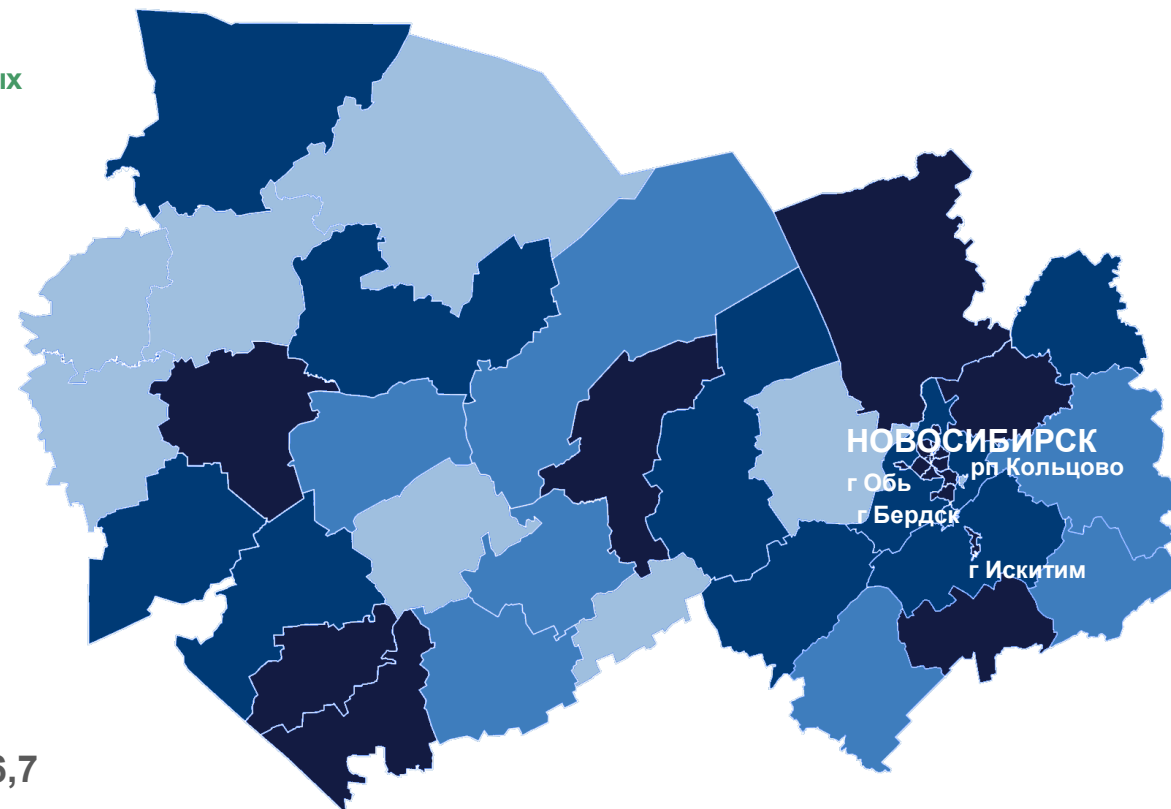 ых
НОВОСИБИРСК
рп Кольцово
г Обь
г Бердск
г Искитим
6,7